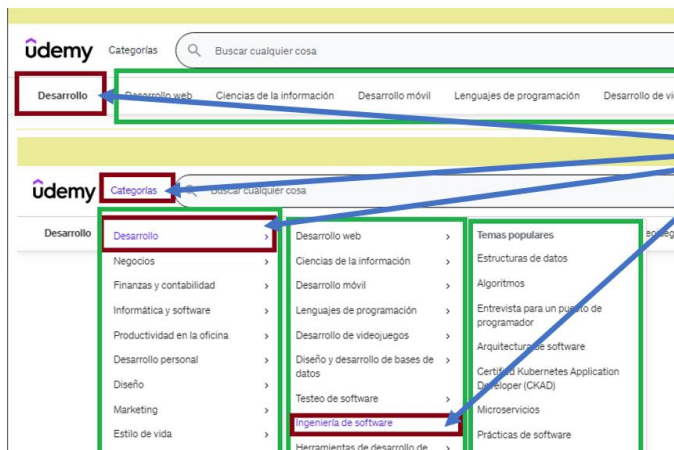 ûdemy Categorías Buscar cualquier cosa
Desarrollo Desarrollo web Ciencias de la información Desarrollo móvil Lenguajes de programación Desarrollo de
ûdemy Categorías Buscar cualquier cosa
Desarrollo
Desarrollo
Negocios
Finanzas y contabilidad
Informática y software
Productividad en la oficina
Desarrollo personal
Diseño
Marketing
Estilo de vida
Desarrollo web
Ciencias de la información
Desarrollo móvil
Lenguajes de programación
Desarrollo de videojuegos
Diseño y desarrollo de bases de
datos
Testeo de software
Ingeniería de software
Herramientas de desarrollo de
Temas populares
Estructuras de datos
Algoritmos
Entrevista para un puesto de
programador
Arquitectura de software
Certified Kubernetes Application
Developer (CKAD)
Microservicios
Prácticas de software